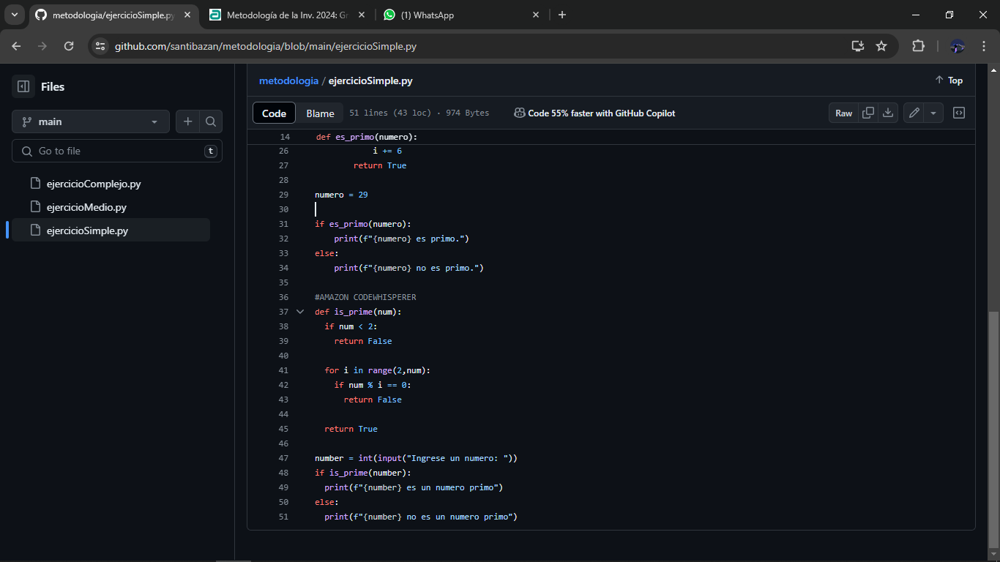 metodologia/ejercicioSimple.py
Metodología de la Inv. 2024: Gr
(1) WhatsApp
github.com/santibazan/metodologia/blob/main/ejercicioSimple.py
Files
main
Go to file
t
ejercicioComplejo.py
ejercicioMedio.py
ejercicioSimple.py
metodologia / ejercicioSimple.py
Top
Code
Blame
51 lines (43 loc) · 974 Bytes
Code 55% faster with GitHub Copilot
Raw
14 def es_primo(numero):
26 i += 6
27 return True
28
29 numero = 29
30
31 if es_primo(numero):
32 print(f"{numero} es primo.")
33 else:
34 print(f"{numero} no es primo.")
35
36 #AMAZON CODEWHISPERER
37 def is_prime(num):
38 if num < 2:
39 return False
40
41 for i in range(2,num):
42 if num % i == 0:
43 return False
44
45 return True
46
47 number = int(input("Ingrese un numero: "))
48 if is_prime(number):
49 print(f"{number} es un numero primo")
50 else:
51 print(f"{number} no es un numero primo")